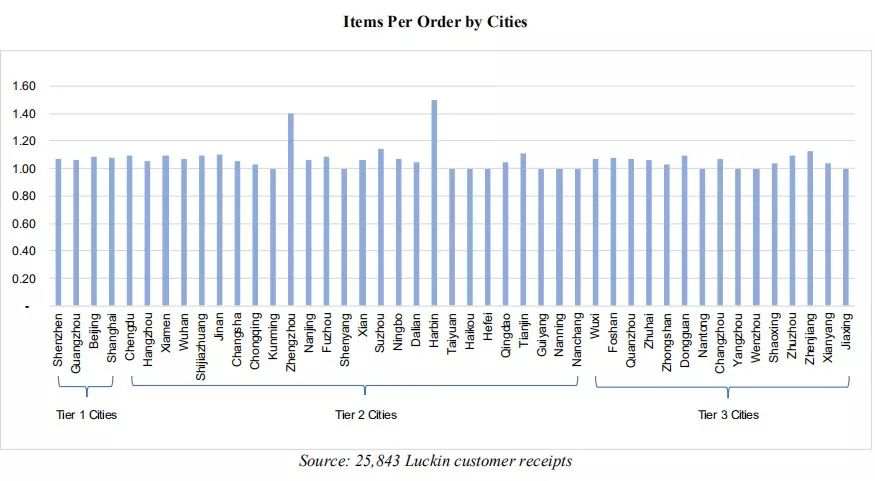 Items Per Order by Cities
1.60
1.40
1.20
1.00
0.80
0.60
0.40
0.20
-
Shenzhen
Guangzhou
Beijing
Shanghai
Chengdu
Hangzhou
Xiamen
Wuhan
Shijiazhuang
Jinan
Changsha
Chongqing
Kunming
Zhengzhou
Nanjing
Fuzhou
Shenyang
Xian
Suzhou
Ningbo
Dalian
Harbin
Taiyuan
Haikou
Hefei
Qingdao
Tianjin
Guiyang
Nanning
Nanchang
Wuxi
Foshan
Quanzhou
Zhuhai
Zhongshan
Dongguan
Nantong
Changzhou
Yangzhou
Wenzhou
Shaoxing
Zhuzhou
Zhenjiang
Xianyang
Jiaxing
Tier 1 Cities
Tier 2 Cities
Tier 3 Cities
Source: 25,843 Luckin customer receipts